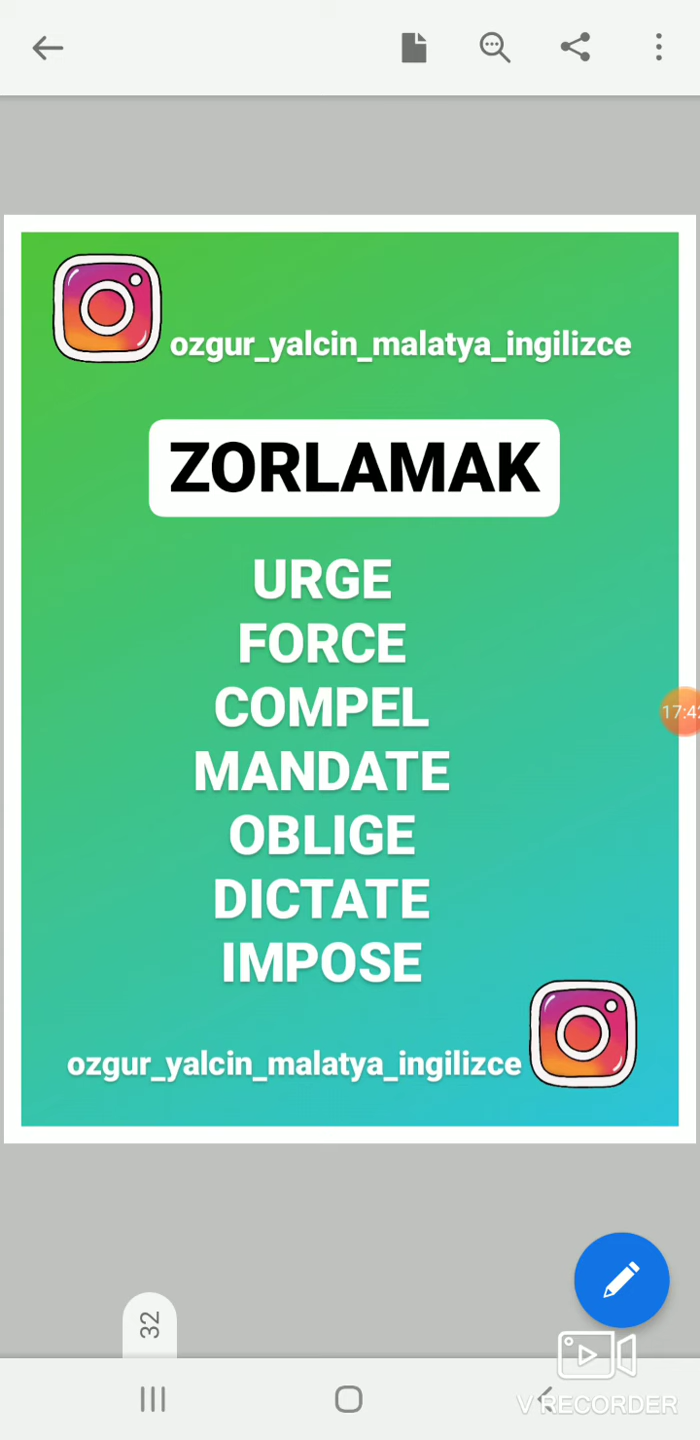 ozgur_yalcin_malatya_ingilizce
ZORLAMAK
URGE
FORCE
COMPEL
MANDATE
OBLIGE
DICTATE
IMPOSE
ozgur_yalcin_malatya_ingilizce
32
V RECORDER